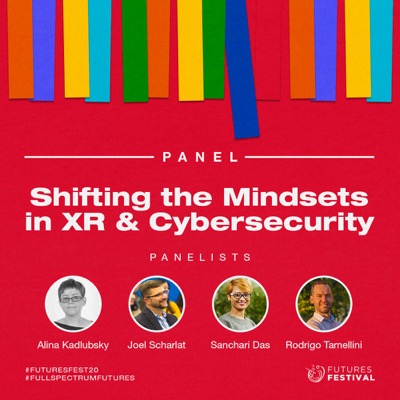 PANEL
Shifting the Mindsets
in XR & Cybersecurity
PANELISTS
Alina Kadlubsky
Joel Scharlat
Sanchari Das
Rodrigo Tamellini
#FUTURESFEST20
#FULLSPECTRUMFUTURES
FUTURES
FESTIVAL